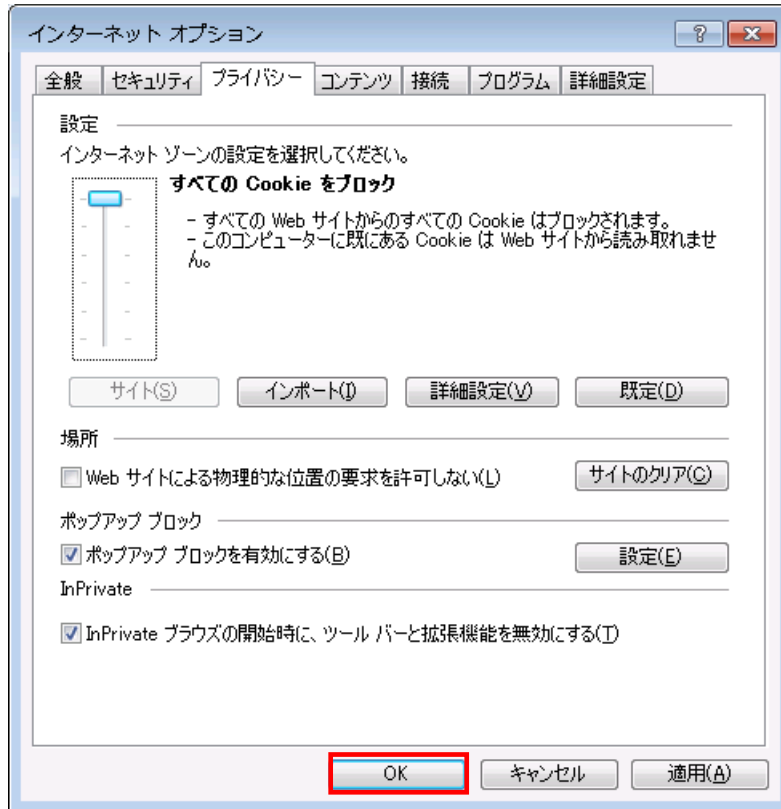 インターネット オプション
全般 セキュリティ プライバシー コンテンツ 接続 プログラム 詳細設定
設定
インターネット ゾーンの設定を選択してください。
すべての Cookie をブロック
- すべての Web サイトからのすべての Cookie はブロックされます。
- このコンピューターに既にある Cookie は Web サイトから読み取れませ
ん。
サイト(S) インポート(I) 詳細設定(V) 既定(D)
場所
Web サイトによる物理的な位置の要求を許可しない(L) サイトのクリア(C)
ポップアップ ブロック
ポップアップ ブロックを有効にする(B) 設定(E)
InPrivate
InPrivate ブラウズの開始時に、ツール バーと拡張機能を無効にする(T)
OK キャンセル 適用(A)